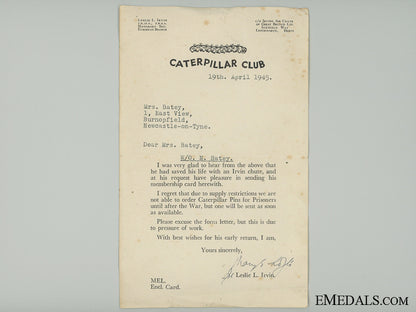 LESLIE L. IRVIN
CATERPILLAR CLUB
19th. April 1945.
Mrs. Batey,
1, East View,
Burnopfield,
Newcastle-on-Tyne.
Dear Mrs. Batey,
R/O. M. Batey.
I was very glad to hear from the above that
he had saved his life with an Irvin chute, and
at his request have pleasure in sending his
membership card herewith.
I regret that due to supply restrictions we are
not able to order Caterpillar Pins for Prisoners
until after the War, but one will be sent as soon
as available.
Please excuse the form letter, but this is due
to pressure of work.
With best wishes for his early return, I am,
Yours sincerely,
Leslie L. Irvin.
MEL.
Encl. Card.
EMEDALS.COM